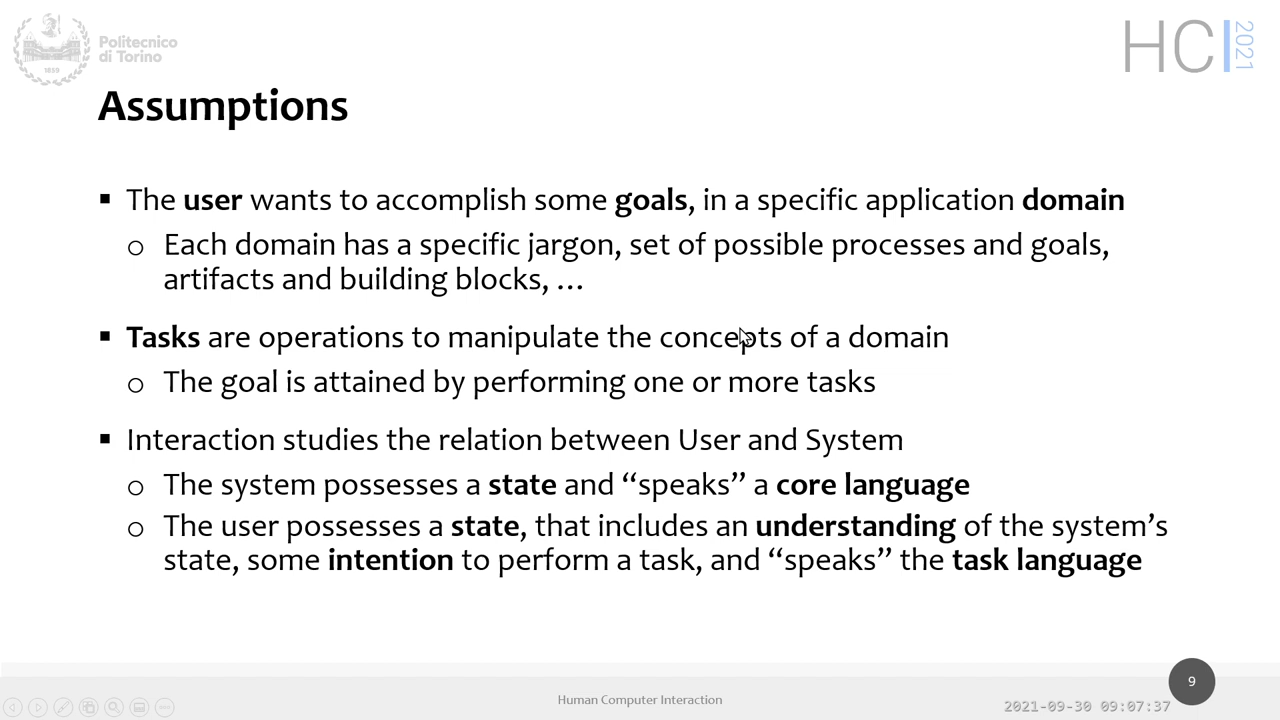 Politecnico
di Torino
1859
HCI 2021
Assumptions
▪ The user wants to accomplish some goals, in a specific application domain
o Each domain has a specific jargon, set of possible processes and goals,
artifacts and building blocks, …
▪ Tasks are operations to manipulate the concepts of a domain
o The goal is attained by performing one or more tasks
▪ Interaction studies the relation between User and System
o The system possesses a state and “speaks” a core language
o The user possesses a state, that includes an understanding of the system’s
state, some intention to perform a task, and “speaks” the task language
9
Human Computer Interaction
2021-09-30 09:07:37